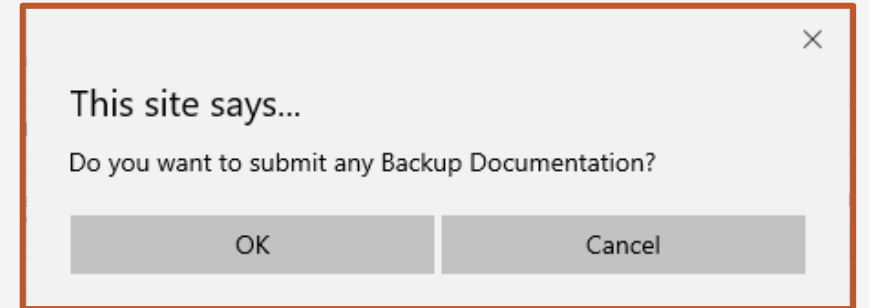 This site says...
Do you want to submit any Backup Documentation?
OK
Cancel